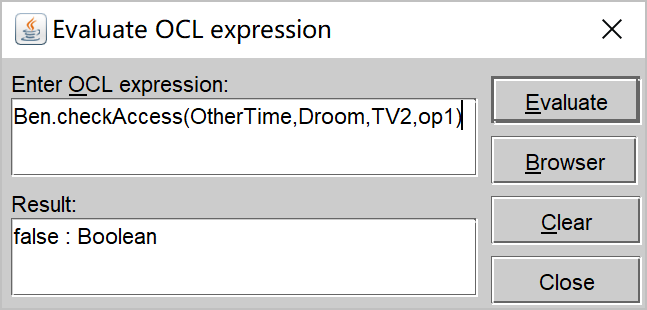 Evaluate OCL expression
Enter OCL expression:
Ben.checkAccess(OtherTime,Droom,TV2,op1)
Result:
false : Boolean
Evaluate
Browser
Clear
Close